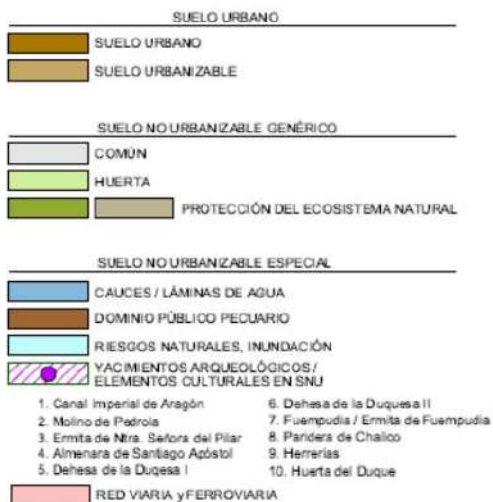 SUELO URBANO
SUELO URBANO
SUELO URBANIZABLE
SUELO NO URBANIZABLE GENÉRICO
COMÚN
HUERTA
PROTECCIÓN DEL ECOSISTEMA NATURAL
SUELO NO URBANIZABLE ESPECIAL
CAUCES / LÁMINAS DE AGUA
DOMINIO PÚBLICO PECUARIO
RIESGOS NATURALES, INUNDACIÓN
YACIMIENTOS ARQUEOLÓGICOS /
ELEMENTOS CULTURALES EN SNU
1. Canal Imperial de Aragón
2. Molino de Pedrola
3. Ermita de Ntra. Señora del Pilar
4. Almenara de Santiago Apóstol
5. Dehesa de la Duqesa I
6. Dehesa de la Duquesa II
7. Fuempudia / Ermita de Fuempudia
8. Paridera de Chalico
9. Herrerías
10. Huerta del Duque
RED VIARIA y FERROVIARIA